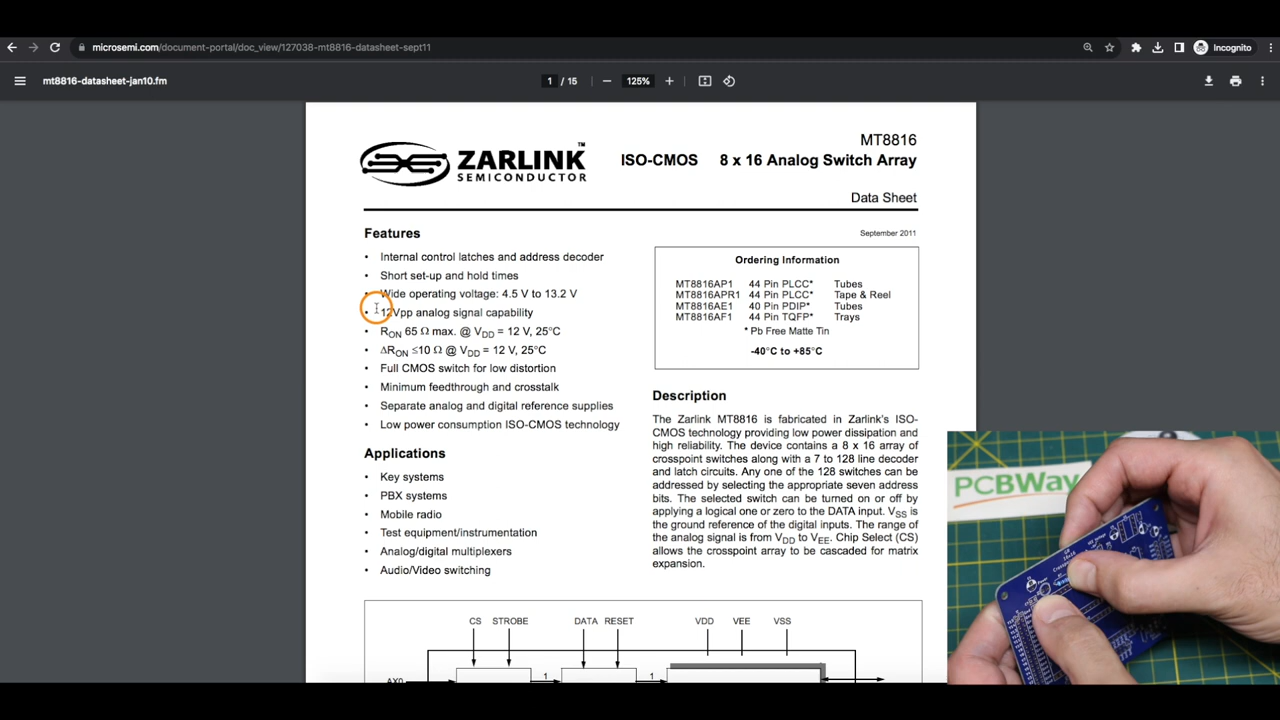 microsemi.com/document-portal/doc_view/127038-mt8816-datasheet-sept11
Incognito
mt8816-datasheet-jan10.fm
1 / 15
125%
ZARLINK™
SEMICONDUCTOR
MT8816
ISO-CMOS 8 x 16 Analog Switch Array
Data Sheet
September 2011
Features
• Internal control latches and address decoder
• Short set-up and hold times
• Wide operating voltage: 4.5 V to 13.2 V
• 12Vpp analog signal capability
• RON 65 Ω max. @ VDD = 12 V, 25°C
• ΔRON ≤10 Ω @ VDD = 12 V, 25°C
• Full CMOS switch for low distortion
• Minimum feedthrough and crosstalk
• Separate analog and digital reference supplies
• Low power consumption ISO-CMOS technology
Applications
• Key systems
• PBX systems
• Mobile radio
• Test equipment/instrumentation
• Analog/digital multiplexers
• Audio/Video switching
Ordering Information
MT8816AP1 44 Pin PLCC* Tubes
MT8816APR1 44 Pin PLCC* Tape & Reel
MT8816AE1 40 Pin PDIP* Tubes
MT8816AF1 44 Pin TQFP* Trays
* Pb Free Matte Tin
-40°C to +85°C
Description
The Zarlink MT8816 is fabricated in Zarlink's ISO-
CMOS technology providing low power dissipation and
high reliability. The device contains a 8 x 16 array of
crosspoint switches along with a 7 to 128 line decoder
and latch circuits. Any one of the 128 switches can be
addressed by selecting the appropriate seven address
bits. The selected switch can be turned on or off by
applying a logical one or zero to the DATA input. VSS is
the ground reference of the digital inputs. The range of
the analog signal is from VDD to VEE. Chip Select (CS)
allows the crosspoint array to be cascaded for matrix
expansion.
CS STROBE DATA RESET VDD VEE VSS
1 1
AX0
PCBWay